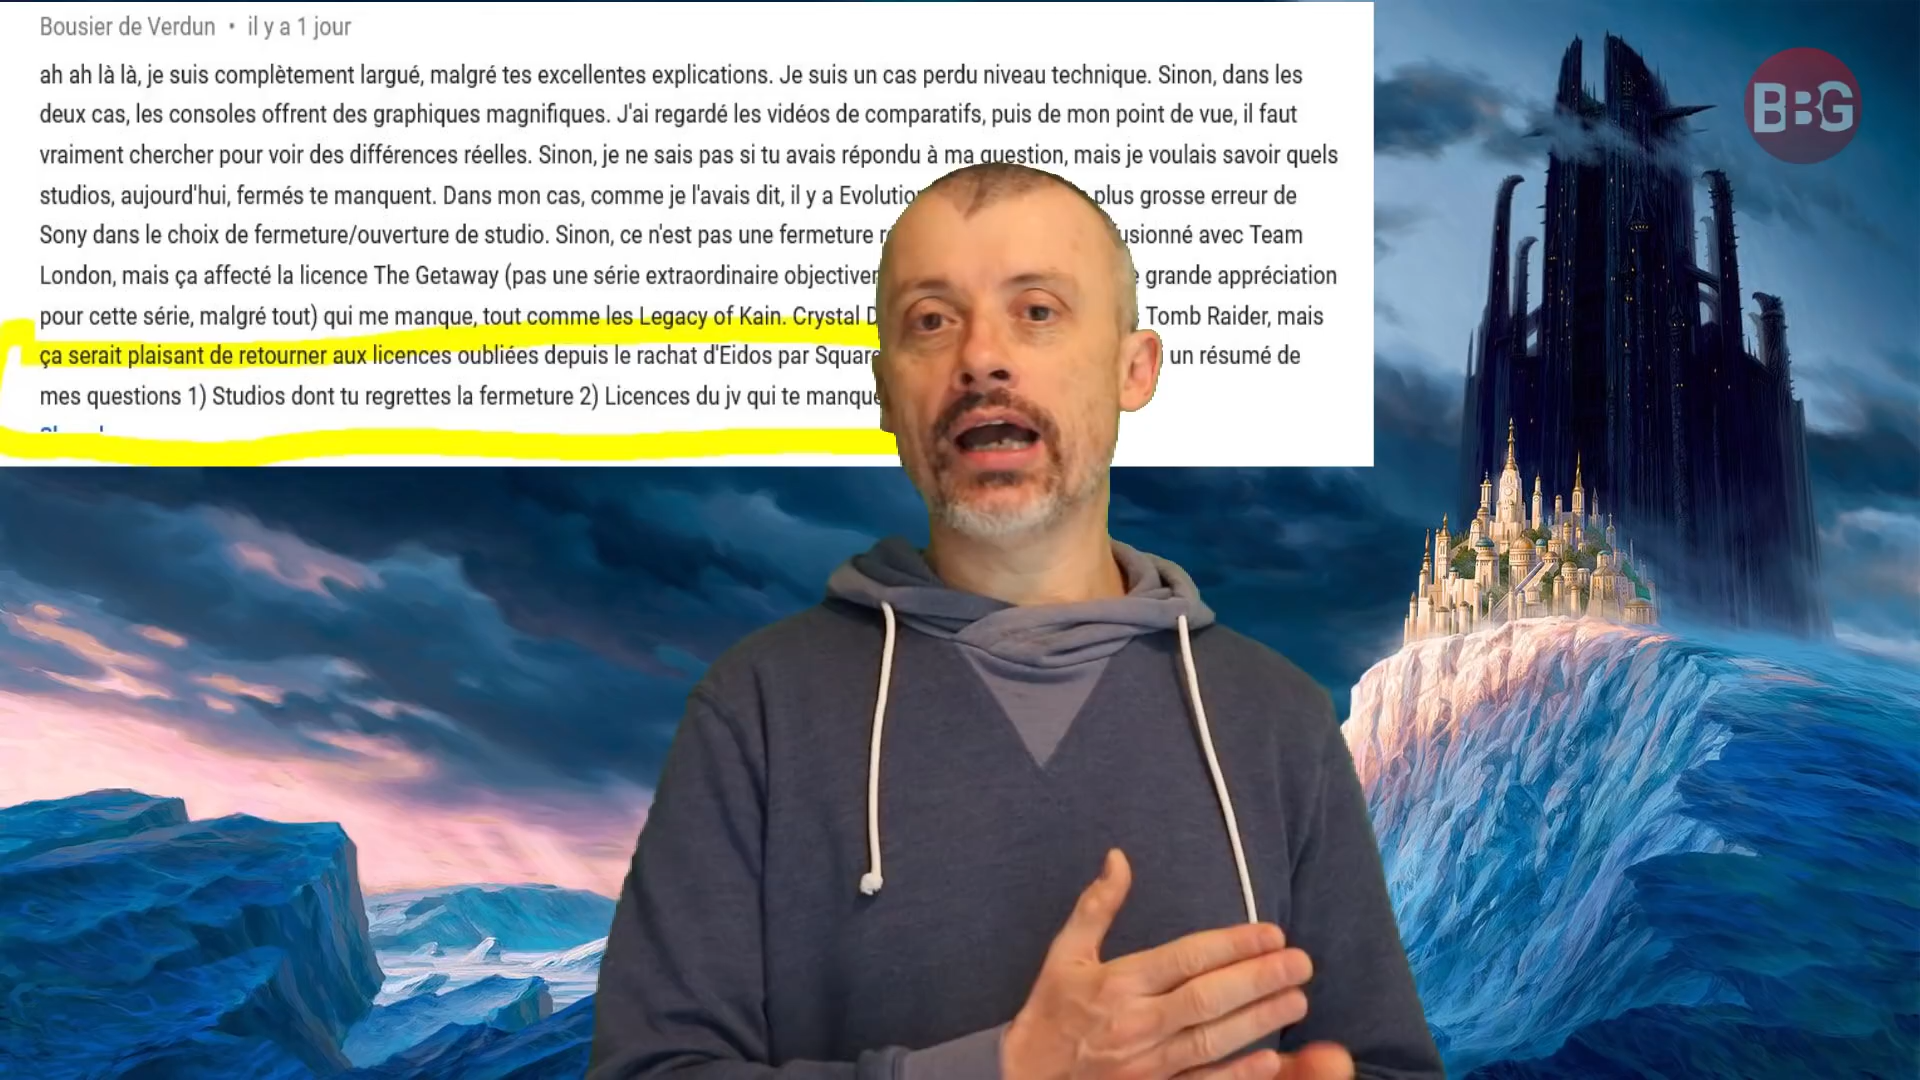 Bousier de Verdun • il y a 1 jour
ah ah là là, je suis complètement largué, malgré tes excellentes explications. Je suis un cas perdu niveau technique. Sinon, dans les
deux cas, les consoles offrent des graphiques magnifiques. J'ai regardé les vidéos de comparatifs, puis de mon point de vue, il faut
vraiment chercher pour voir des différences réelles. Sinon, je ne sais pas si tu avais répondu à ma question, mais je voulais savoir quels
studios, aujourd'hui, fermés te manquent. Dans mon cas, comme je l'avais dit, il y a plus grosse erreur de
Sony dans le choix de fermeture/ouverture de studio. Sinon, ce n'est pas une fermeture avec Team
London, mais ça affecté la licence The Getaway (pas une série extraordinaire grande appréciation
pour cette série, malgré tout) qui me manque, tout comme les Legacy of Kain. Crystal Tomb Raider, mais
ça serait plaisant de retourner aux licences oubliées depuis le rachat d'Eidos par Square un résumé de
mes questions 1) Studios dont tu regrettes la fermeture 2) Licences du jv qui te
BBG